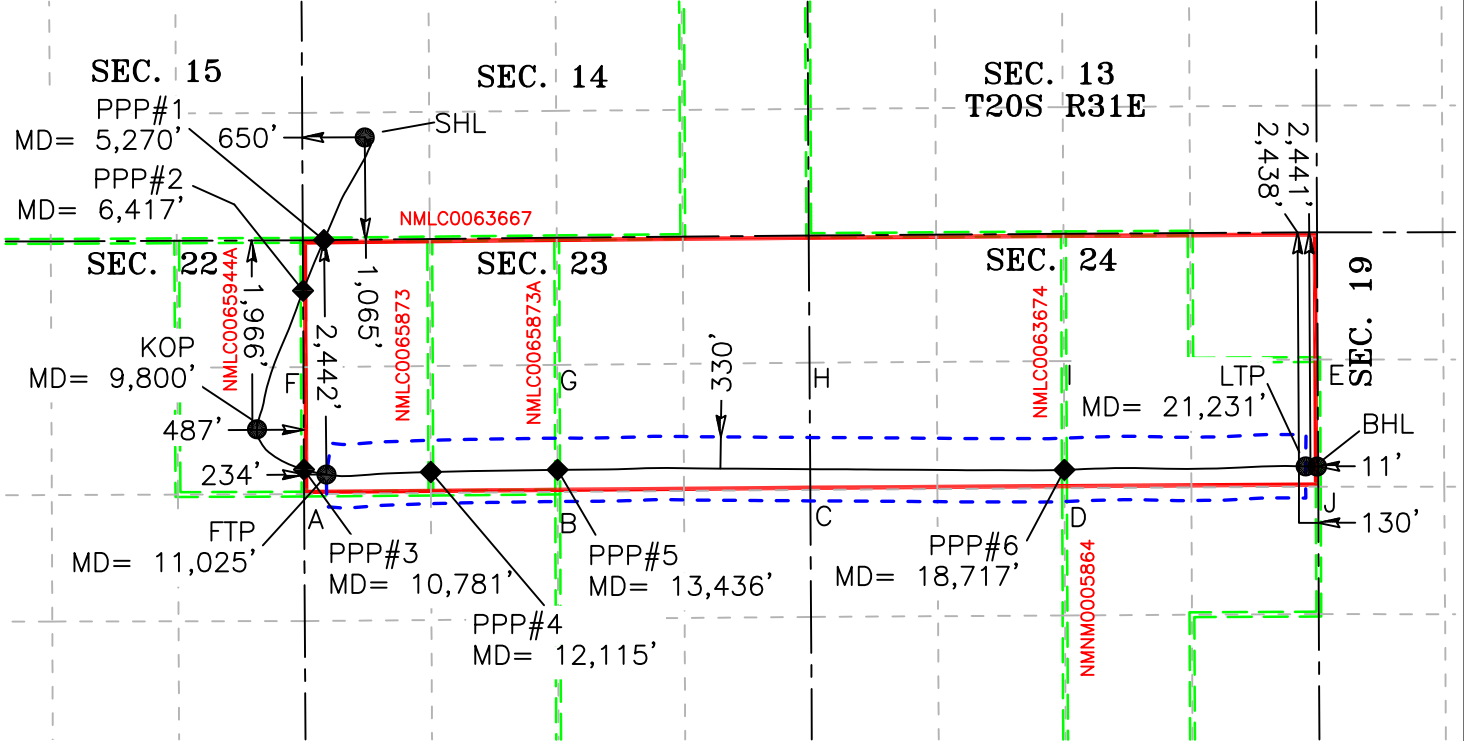 SEC. 15
SEC. 14
SEC. 13
T20S R31E
PPP#1
MD= 5,270'
650'
SHL
PPP#2
MD= 6,417'
NMLC0063667
2,441'
2,438'
SEC. 22
SEC. 23
SEC. 24
SEC. 19
NMLC0065944A
1,966'
2,442'
1,065'
NMLC0065873
NMLC0065873A
NMLC0063674
330'
KOP
MD= 9,800'
F
G
H
I
E
LTP
MD= 21,231'
BHL
487'
234'
11'
A
B
C
D
J
130'
FTP
MD= 11,025'
PPP#3
MD= 10,781'
PPP#5
MD= 13,436'
PPP#6
MD= 18,717'
NMNM0005864
PPP#4
MD= 12,115'